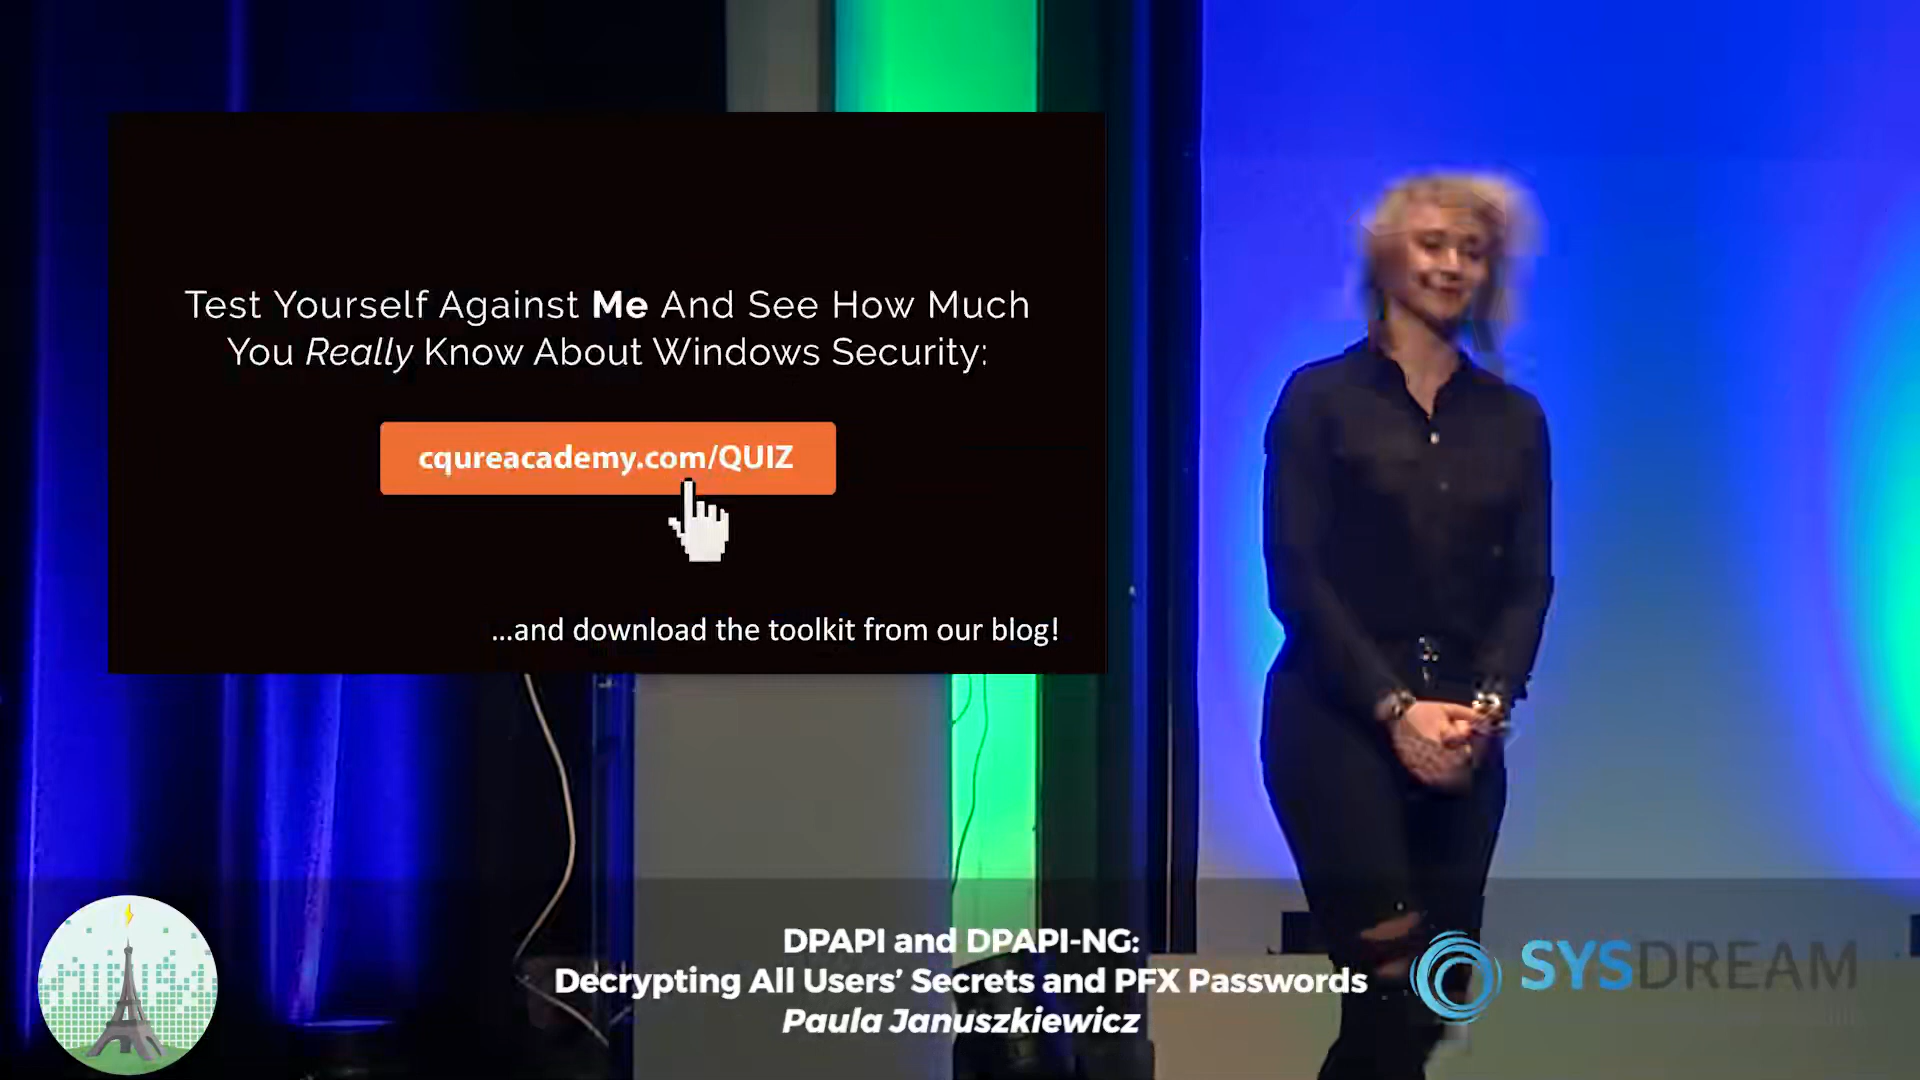 Test Yourself Against Me And See How Much
You Really Know About Windows Security:
cqureacademy.com/QUIZ
...and download the toolkit from our blog!
DPAPI and DPAPI-NG:
Decrypting All Users’ Secrets and PFX Passwords
Paula Januszkiewicz
SYSDREAM